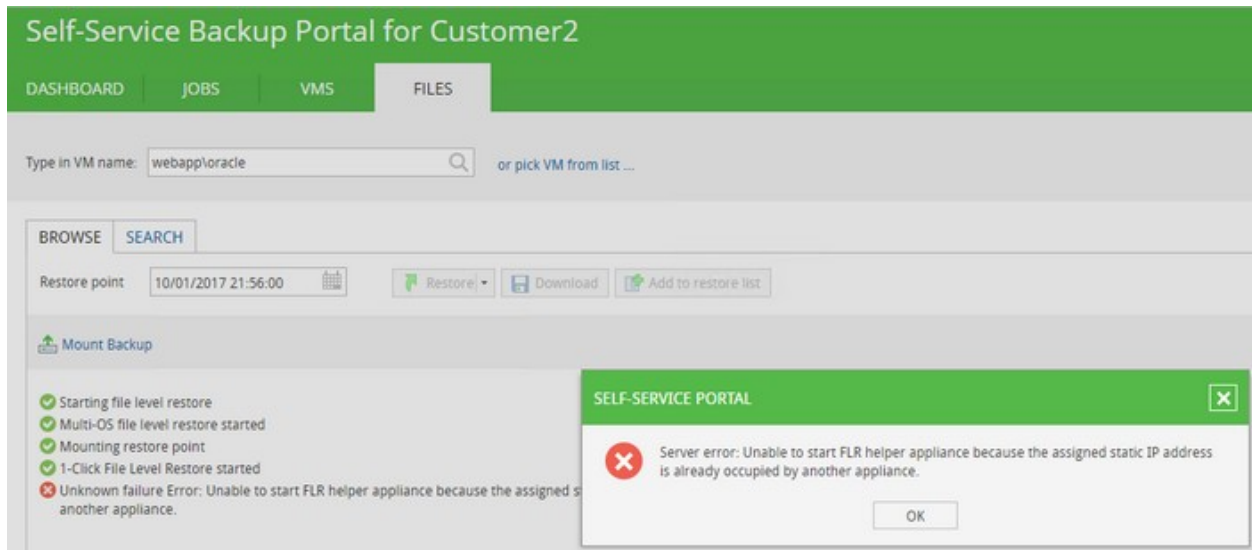 Self-Service Backup Portal for Customer2
DASHBOARD JOBS VMS FILES
Type in VM name: webapp\oracle or pick VM from list ...
BROWSE SEARCH
Restore point 10/01/2017 21:56:00 Restore Download Add to restore list
Mount Backup
Starting file level restore
Multi-OS file level restore started
Mounting restore point
1-Click File Level Restore started
Unknown failure Error: Unable to start FLR helper appliance because the assigned s
another appliance.
SELF-SERVICE PORTAL
Server error: Unable to start FLR helper appliance because the assigned static IP address
is already occupied by another appliance.
OK